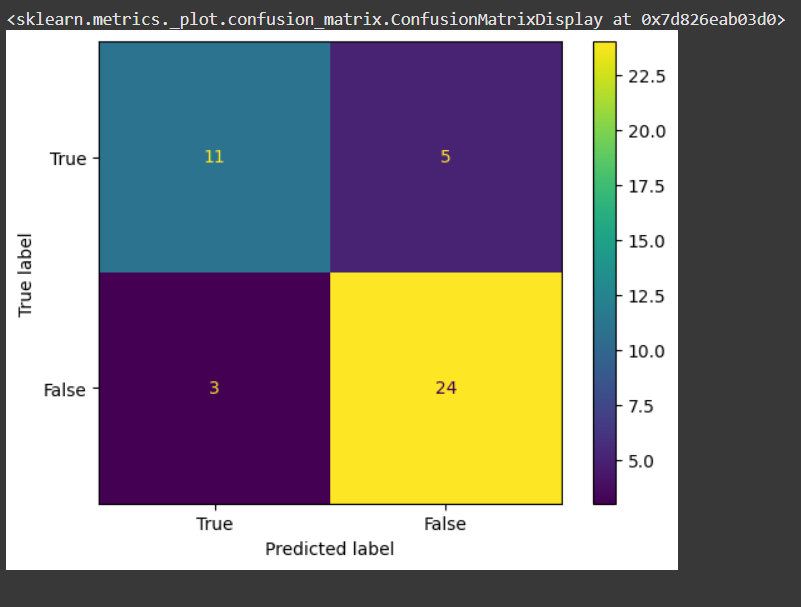 <sklearn.metrics._plot.confusion_matrix.ConfusionMatrixDisplay at 0x7d826eab03d0>
True
False
True label
11
5
3
24
True
False
Predicted label
22.5
20.0
17.5
15.0
12.5
10.0
7.5
5.0